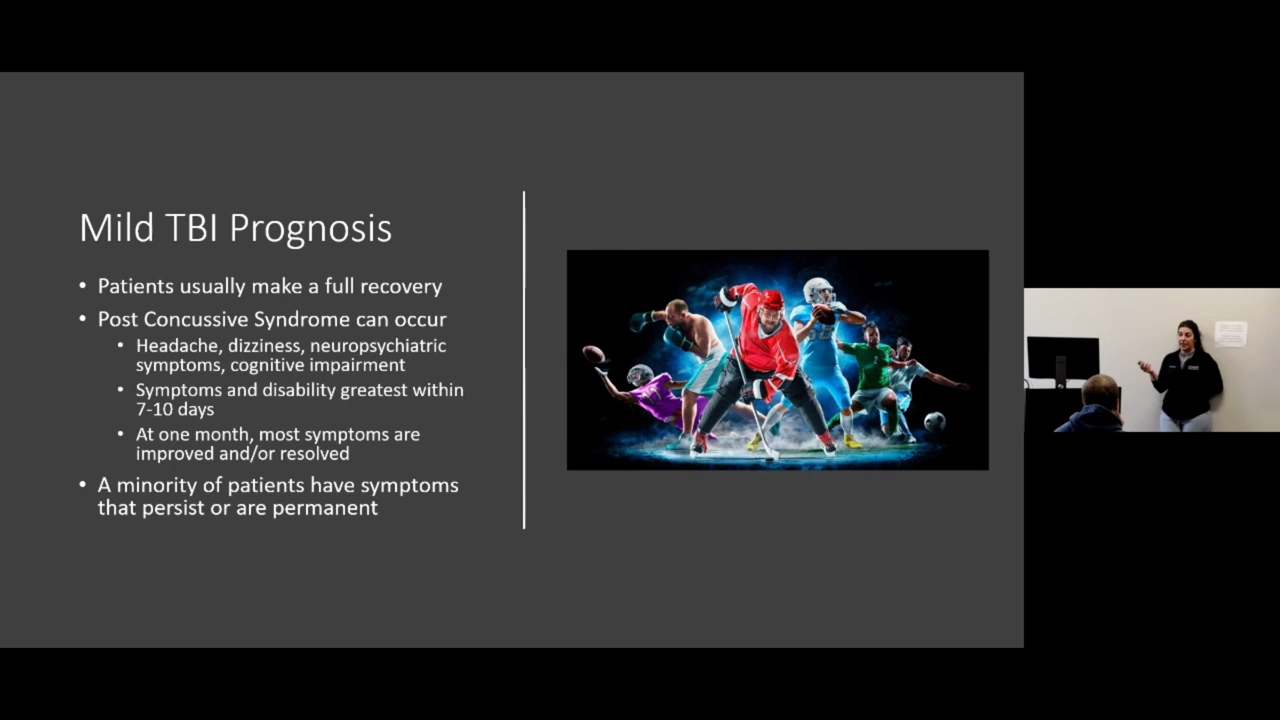 Mild TBI Prognosis
• Patients usually make a full recovery
• Post Concussive Syndrome can occur
• Headache, dizziness, neuropsychiatric
symptoms, cognitive impairment
• Symptoms and disability greatest within
7-10 days
• At one month, most symptoms are
improved and/or resolved
• A minority of patients have symptoms
that persist or are permanent